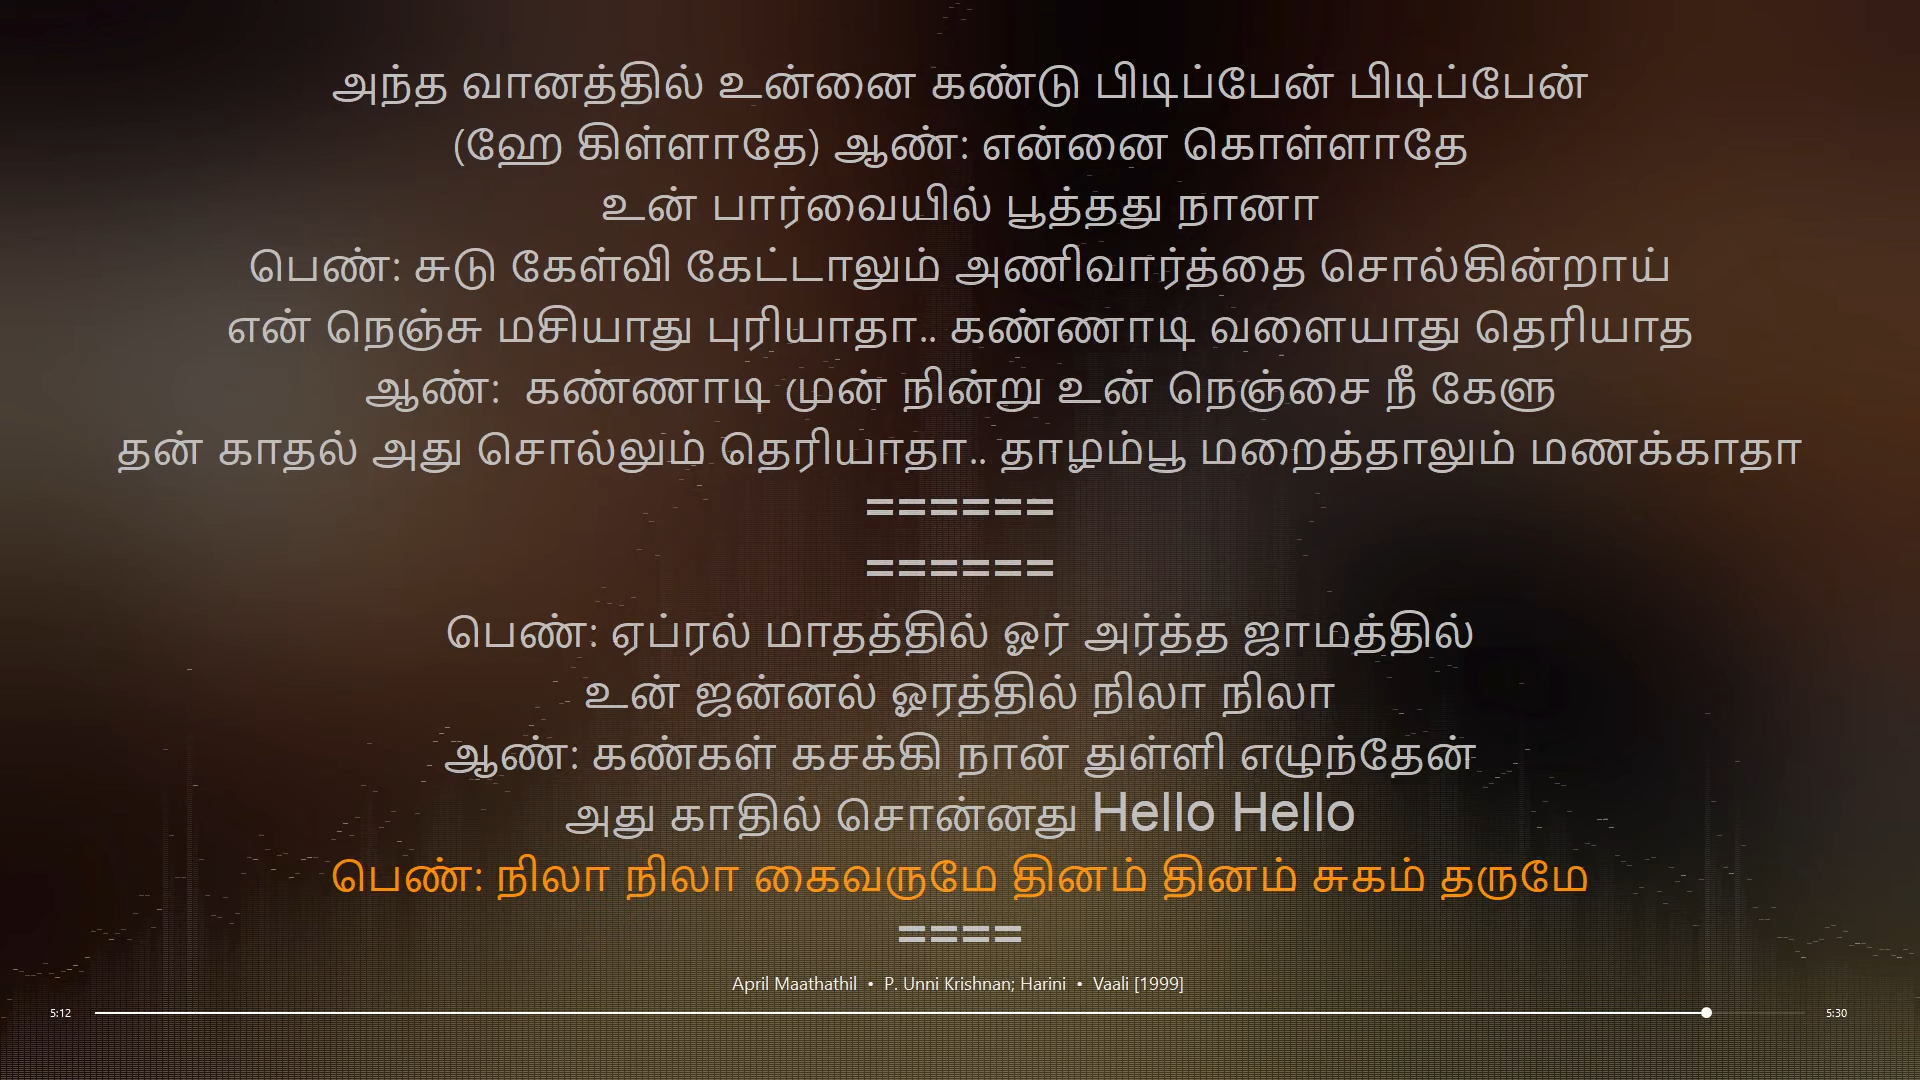 அந்த வானத்தில் உன்னை கண்டு பிடிப்பேன் பிடிப்பேன்
(ஹே கிள்ளாதே) ஆண்: என்னை கொள்ளாதே
உன் பார்வையில் பூத்தது நானா
பெண்: சுடு கேள்வி கேட்டாலும் அணிவார்த்தை சொல்கின்றாய்
என் நெஞ்சு மசியாது புரியாதா.. கண்ணாடி வளையாது தெரியாத
ஆண்:  கண்ணாடி முன் நின்று உன் நெஞ்சை நீ கேளு
தன் காதல் அது சொல்லும் தெரியாதா.. தாழம்பூ மறைத்தாலும் மணக்காதா
======
======
பெண்: ஏப்ரல் மாதத்தில் ஓர் அர்த்த ஜாமத்தில்
உன் ஜன்னல் ஓரத்தில் நிலா நிலா
ஆண்: கண்கள் கசக்கி நான் துள்ளி எழுந்தேன்
அது காதில் சொன்னது Hello Hello
பெண்: நிலா நிலா கைவருமே தினம் தினம் சுகம் தருமே
====
April Maathathil • P. Unni Krishnan; Harini • Vaali [1999]
5:12 5:30